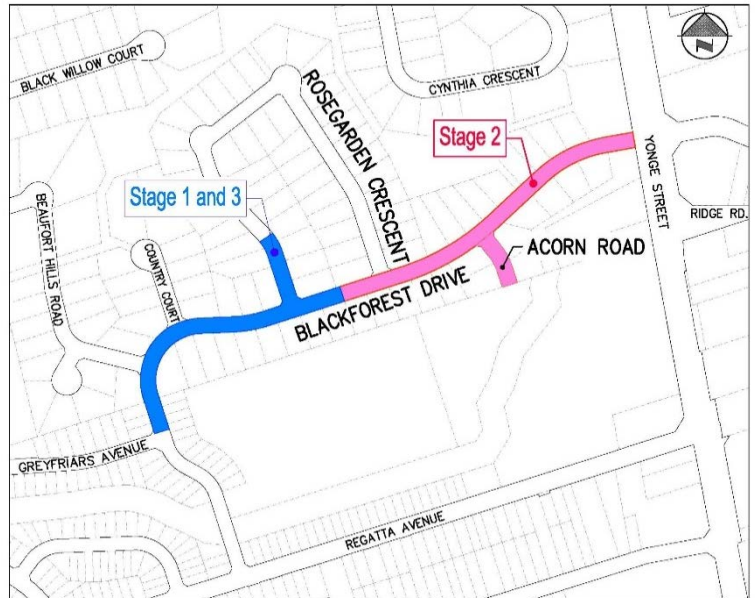 BLACK WILLOW COURT
CYNTHIA CRESCENT
ROSEGARDEN CRESCENT
Stage 2
YONGE STREET
Stage 1 and 3
RIDGE RD.
BEAUFORT HILLS ROAD
COUNTRY COURT
ACORN ROAD
BLACKFOREST DRIVE
GREYFRIARS AVENUE
REGATTA AVENUE